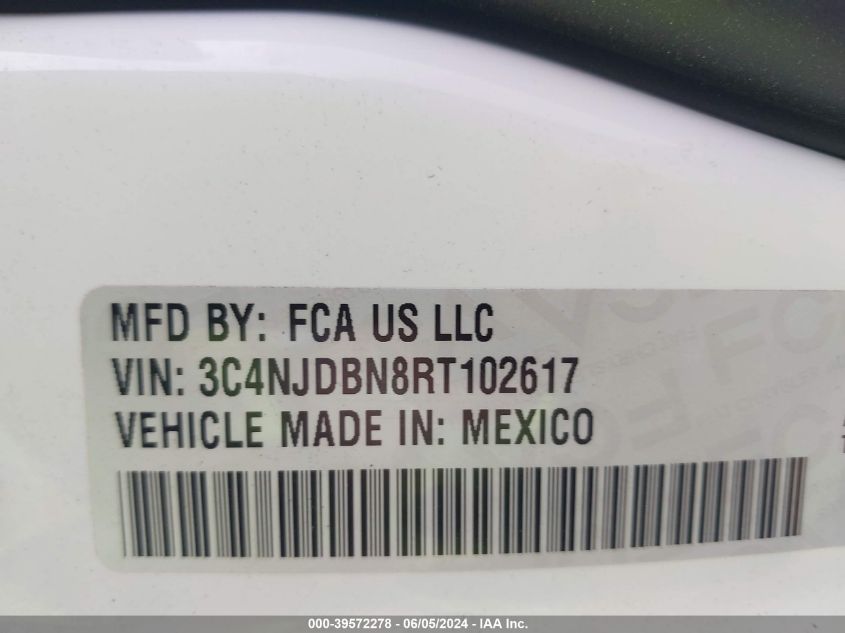 MFD BY: FCA US LLC
VIN: 3C4NJDBN8RT102617
VEHICLE MADE IN: MEXICO
000-39572278 - 06/05/2024 - IAA Inc.